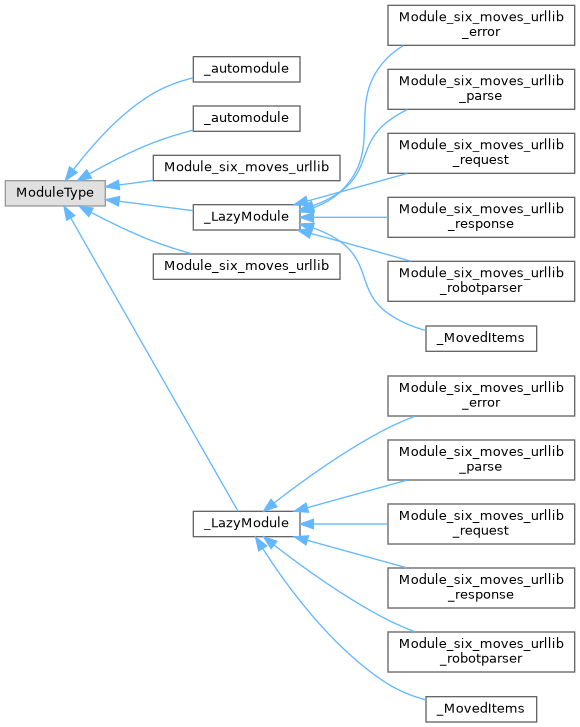 ModuleType
_automodule
_automodule
Module_six_moves_urllib
_LazyModule
Module_six_moves_urllib
_LazyModule
Module_six_moves_urllib
_error
Module_six_moves_urllib
_parse
Module_six_moves_urllib
_request
Module_six_moves_urllib
_response
Module_six_moves_urllib
_robotparser
_MovedItems
Module_six_moves_urllib
_error
Module_six_moves_urllib
_parse
Module_six_moves_urllib
_request
Module_six_moves_urllib
_response
Module_six_moves_urllib
_robotparser
_MovedItems